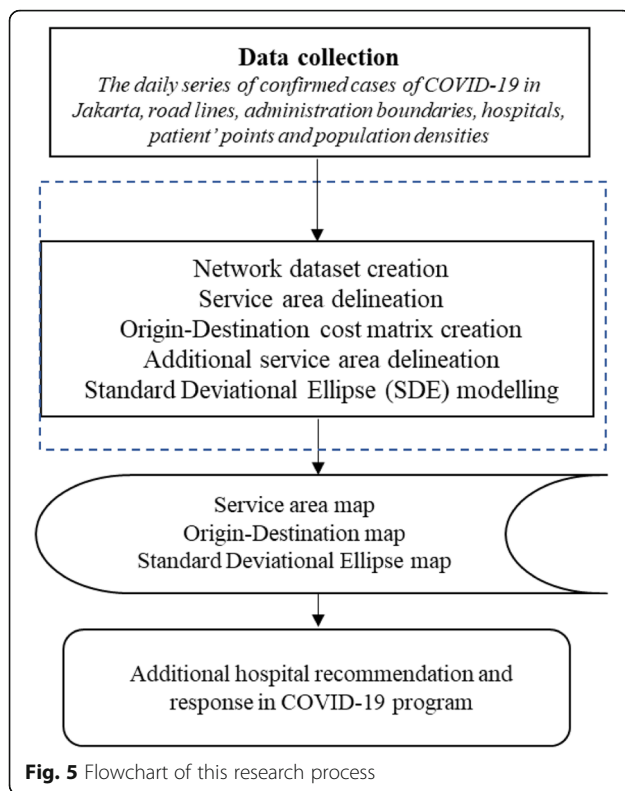 Data collection
The daily series of confirmed cases of COVID-19 in
Jakarta, road lines, administration boundaries, hospitals,
patient' points and population densities
Network dataset creation
Service area delineation
Origin-Destination cost matrix creation
Additional service area delineation
Standard Deviational Ellipse (SDE) modelling
Service area map
Origin-Destination map
Standard Deviational Ellipse map
Additional hospital recommendation and
response in COVID-19 program
Fig. 5 Flowchart of this research process